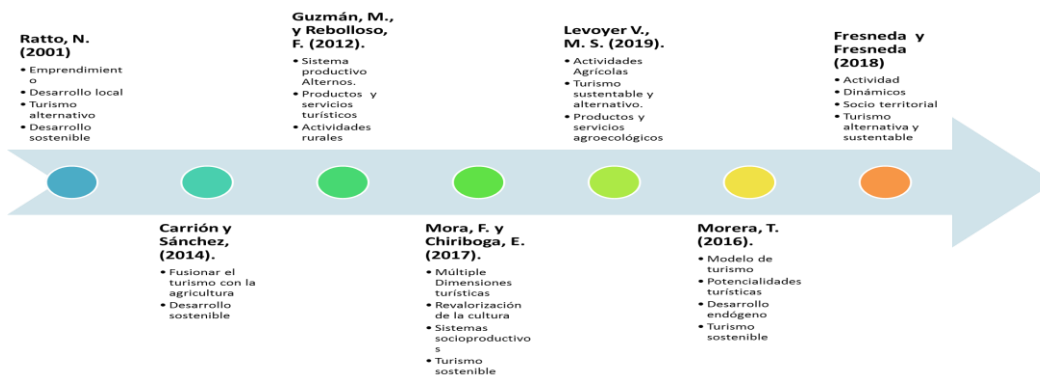 Ratto, N.
(2001)
• Emprendimient
o
• Desarrollo local
• Turismo
alternativo
• Desarrollo
sostenible
Carrión y
Sánchez,
(2014).
• Fusionar el
turismo con la
agricultura
• Desarrollo
sostenible
Guzmán, M.,
y Rebolloso,
F. (2012).
• Sistema
productivo
Alternos.
• Productos y
servicios
turísticos
• Actividades
rurales
Mora, F. y
Chiriboga, E.
(2017).
• Múltiple
Dimensiones
turísticas
• Revalorización
de la cultura
• Sistemas
socioproductivo
s
• Turismo
sostenible
Levoyer V.,
M. S. (2019).
• Actividades
Agrícolas
• Turismo
sustentable y
alternativo.
• Productos y
servicios
agroecológicos
Morera, T.
(2016).
• Modelo de
turismo
• Potencialidades
turísticas
• Desarrollo
endógeno
• Turismo
sostenible
Fresneda y
Fresneda
(2018)
• Actividad
• Dinámicos
• Socio territorial
• Turismo
alternativa y
sustentable